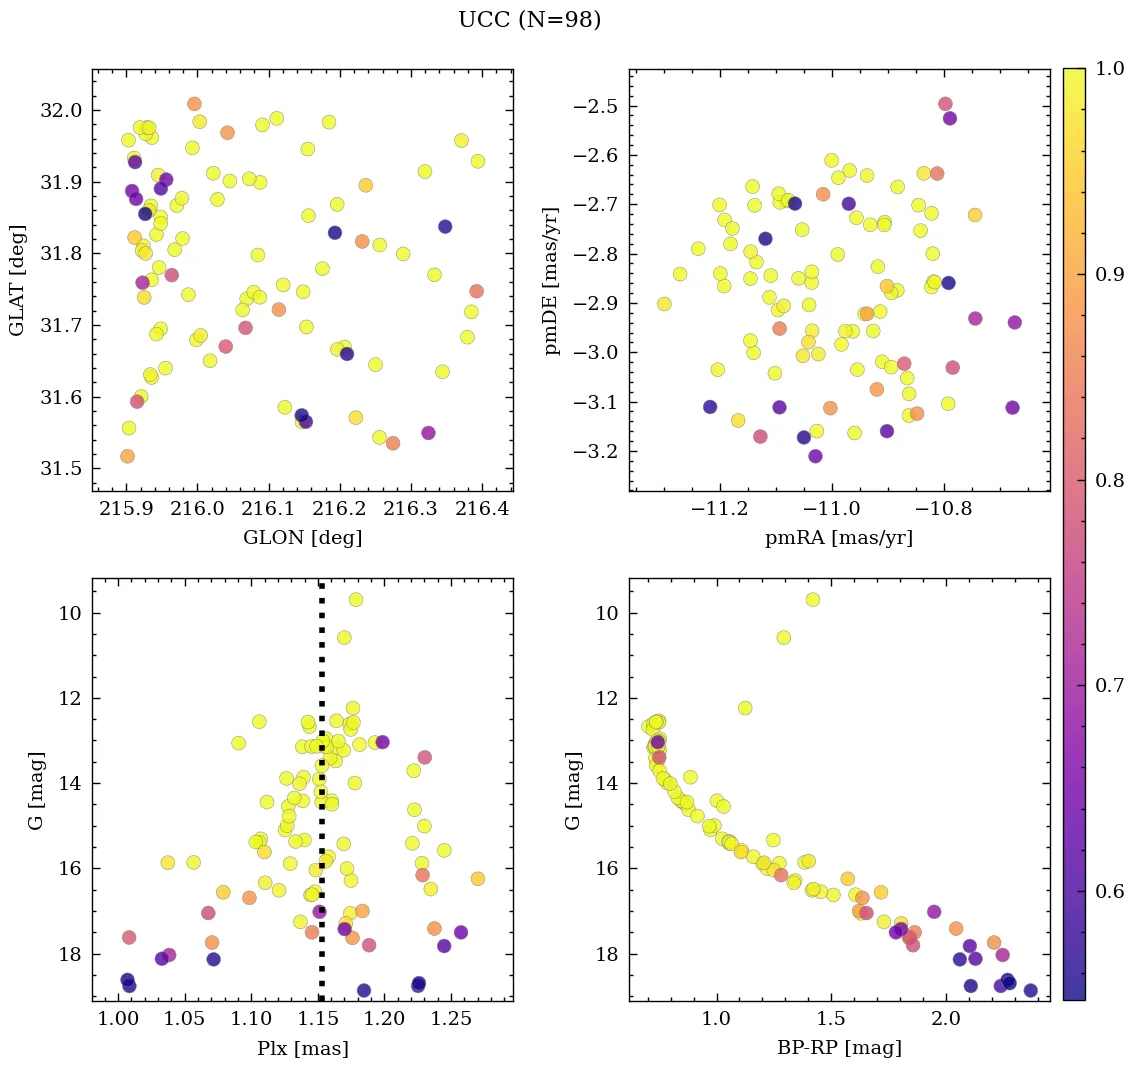 UCC (N=98)
32.0
31.9
31.8
31.7
31.6
31.5
GLAT [deg]
215.9 216.0 216.1 216.2 216.3 216.4
GLON [deg]
−2.5
−2.6
−2.7
−2.8
−2.9
−3.0
−3.1
−3.2
pmDE [mas/yr]
−11.2 −11.0 −10.8
pmRA [mas/yr]
1.0
0.9
0.8
0.7
0.6
10
12
14
16
18
G [mag]
1.00 1.05 1.10 1.15 1.20 1.25
Plx [mas]
10
12
14
16
18
G [mag]
1.0 1.5 2.0
BP-RP [mag]